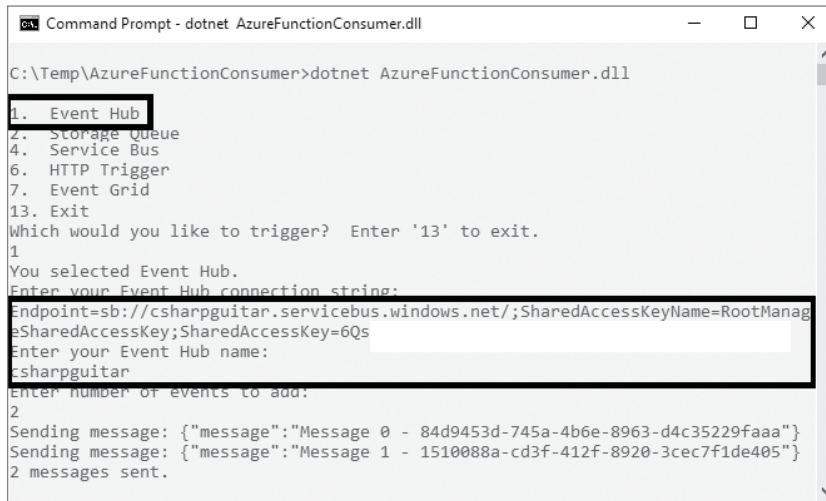 Command Prompt - dotnet AzureFunctionConsumer.dll
C:\Temp\AzureFunctionConsumer>dotnet AzureFunctionConsumer.dll
1. Event Hub
2. Storage Queue
4. Service Bus
6. HTTP Trigger
7. Event Grid
13. Exit
Which would you like to trigger? Enter '13' to exit.
1
You selected Event Hub.
Enter your Event Hub connection string:
Endpoint=sb://csharpguitar.servicebus.windows.net/;SharedAccessKeyName=RootManag
eSharedAccessKey;SharedAccessKey=6Qs
Enter your Event Hub name:
csharpguitar
Enter number of events to add:
2
Sending message: {"message":"Message 0 - 84d9453d-745a-4b6e-8963-d4c35229faaa"}
Sending message: {"message":"Message 1 - 1510088a-cd3f-412f-8920-3cec7f1de405"}
2 messages sent.